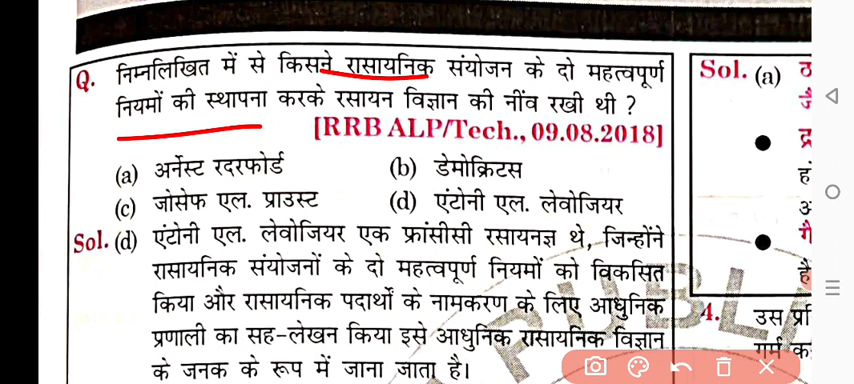 Q. निम्नलिखित में से किसने रासायनिक संयोजन के दो महत्वपूर्ण
नियमों की स्थापना करके रसायन विज्ञान की नींव रखी थी ?
[RRB ALP/Tech., 09.08.2018]
(a) अर्नेस्ट रदरफोर्ड (b) डेमोक्रिटस
(c) जोसेफ एल. प्राउस्ट (d) एंटोनी एल. लेवोजियर
Sol. (d) एंटोनी एल. लेवोजियर एक फ्रांसीसी रसायनज्ञ थे, जिन्होंने
रासायनिक संयोजनों के दो महत्वपूर्ण नियमों को विकसित
किया और रासायनिक पदार्थों के नामकरण के लिए आधुनिक
प्रणाली का सह-लेखन किया इसे आधुनिक रासायनिक विज्ञान
के जनक के रूप में जाना जाता है।
Sol. (a)
है
4. उस
गर्म
PUBLI